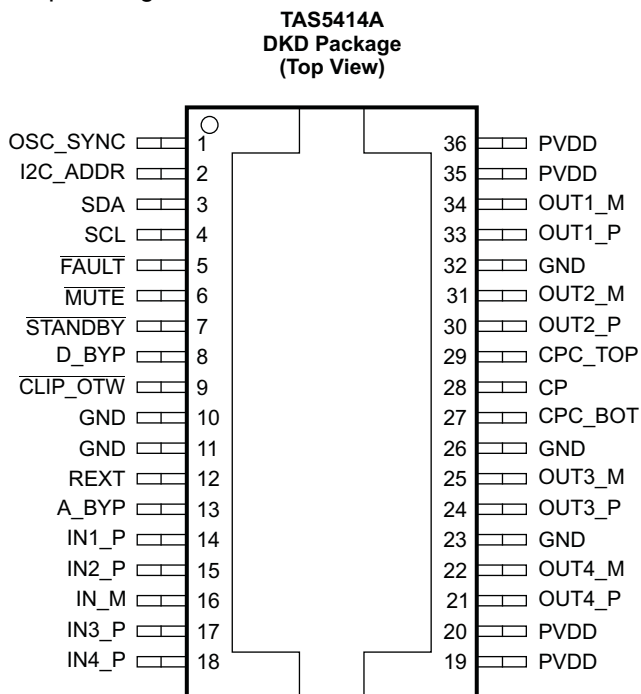 TAS5414A
DKD Package
(Top View)
OSC_SYNC 1 36 PVDD
I2C_ADDR 2 35 PVDD
SDA 3 34 OUT1_M
SCL 4 33 OUT1_P
FAULT 5 32 GND
MUTE 6 31 OUT2_M
STANDBY 7 30 OUT2_P
D_BYP 8 29 CPC_TOP
CLIP_OTW 9 28 CP
GND 10 27 CPC_BOT
GND 11 26 GND
REXT 12 25 OUT3_M
A_BYP 13 24 OUT3_P
IN1_P 14 23 GND
IN2_P 15 22 OUT4_M
IN_M 16 21 OUT4_P
IN3_P 17 20 PVDD
IN4_P 18 19 PVDD